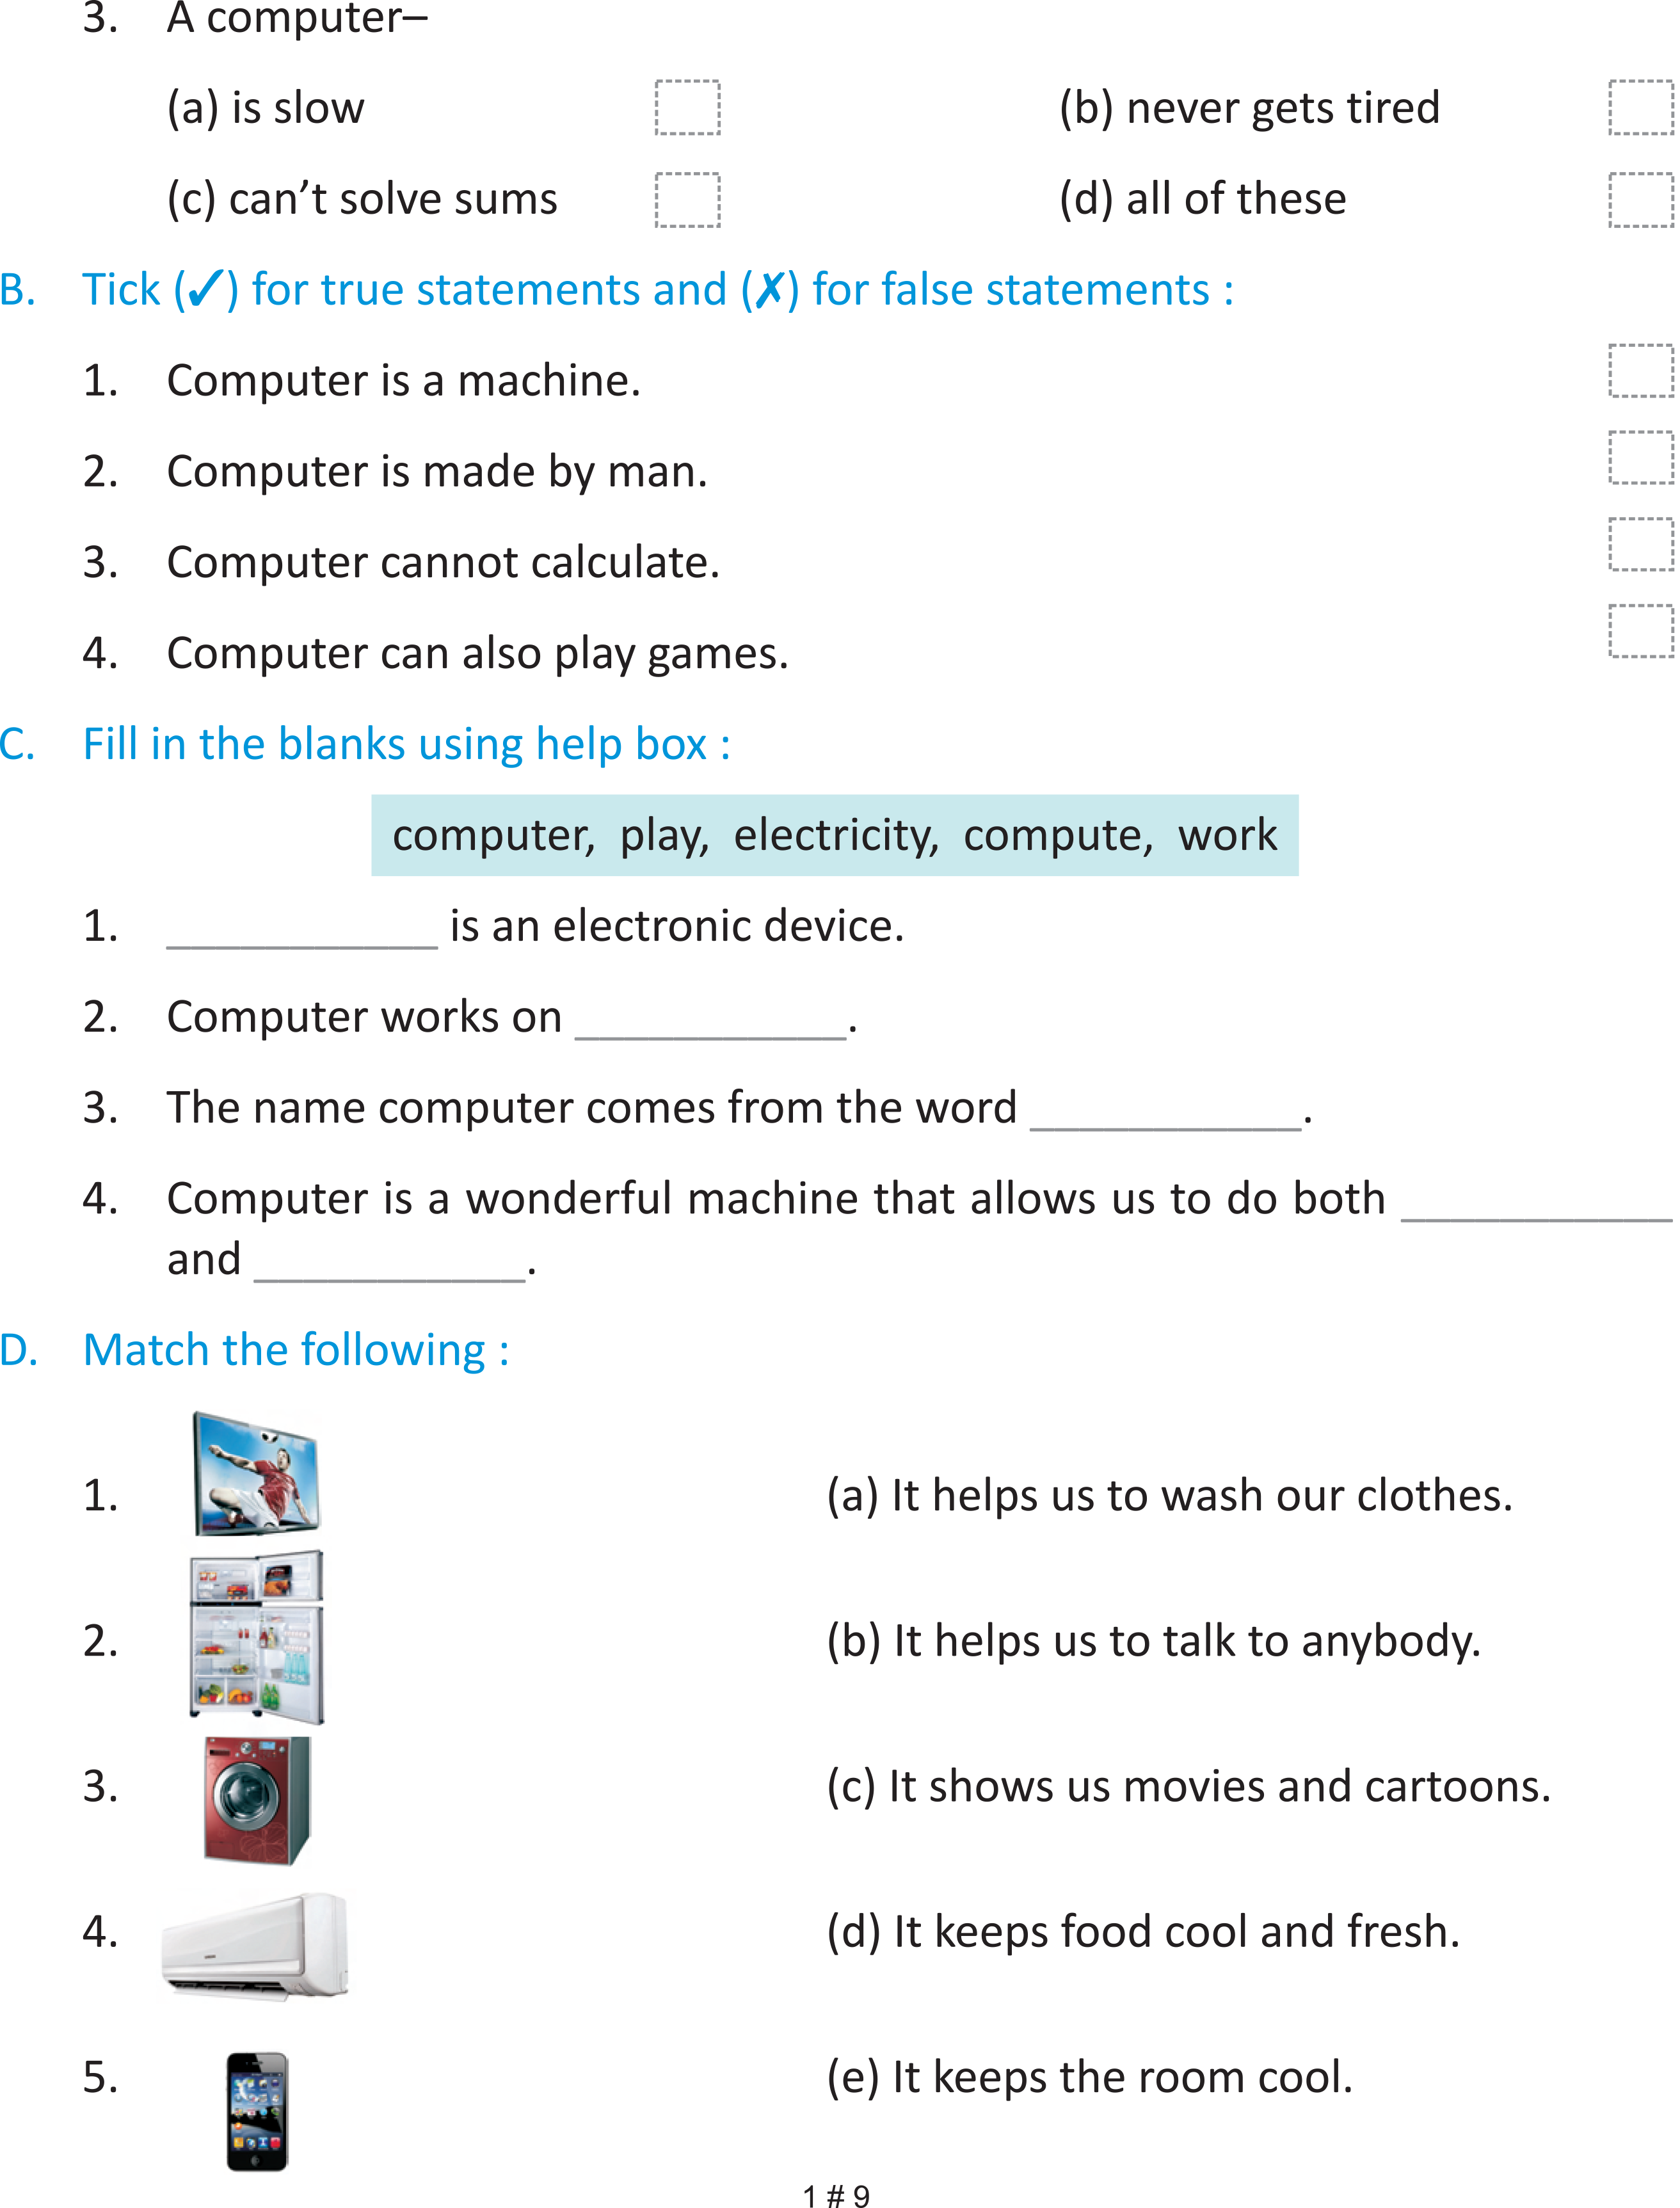 3. A computer–
(a) is slow (b) never gets tired
(c) can’t solve sums (d) all of these
B. Tick (✓) for true statements and (✗) for false statements :
1. Computer is a machine.
2. Computer is made by man.
3. Computer cannot calculate.
4. Computer can also play games.
C. Fill in the blanks using help box :
computer, play, electricity, compute, work
1. ___________ is an electronic device.
2. Computer works on ___________.
3. The name computer comes from the word ___________.
4. Computer is a wonderful machine that allows us to do both ___________
and ___________.
D. Match the following :
1. (a) It helps us to wash our clothes.
2. (b) It helps us to talk to anybody.
3. (c) It shows us movies and cartoons.
4. (d) It keeps food cool and fresh.
5. (e) It keeps the room cool.
1 # 9